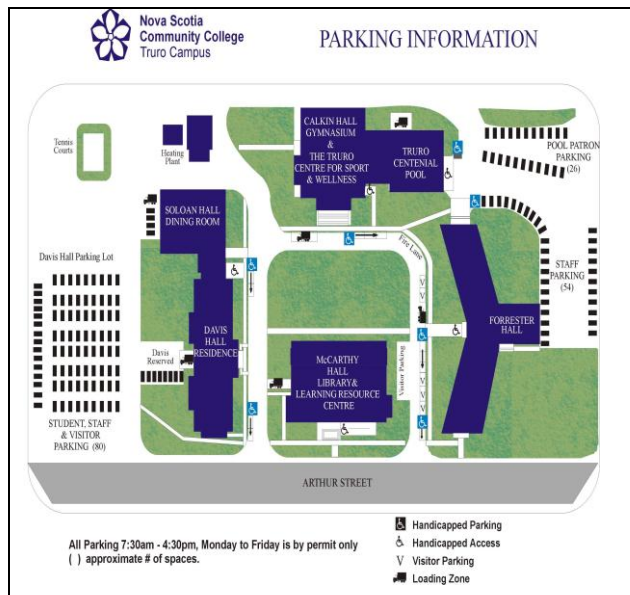 Nova Scotia
Community College
Truro Campus
PARKING INFORMATION
CALKIN HALL
GYMNASIUM
&
THE TRURO
CENTRE FOR SPORT
& WELLNESS
TRURO
CENTENIAL
POOL
Tennis
Courts
Heating
Plant
POOL PATRON
PARKING
(26)
SOLOAN HALL
DINING ROOM
Fire Lane
Davis Hall Parking Lot
STAFF
PARKING
(54)
FORRESTER
HALL
V
V
DAVIS
HALL
RESIDENCE
Davis
Reserved
McCARTHY
HALL
LIBRARY&
LEARNING RESOURCE
CENTRE
Visitor Parking
V
V
V
STUDENT, STAFF
& VISITOR
PARKING (80)
ARTHUR STREET
All Parking 7:30am - 4:30pm, Monday to Friday is by permit only
( ) approximate # of spaces.
Handicapped Parking
Handicapped Access
V Visitor Parking
Loading Zone